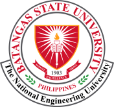 BATANGAS STATE UNIVERSITY
1903
PHILIPPINES
The National Engineering University